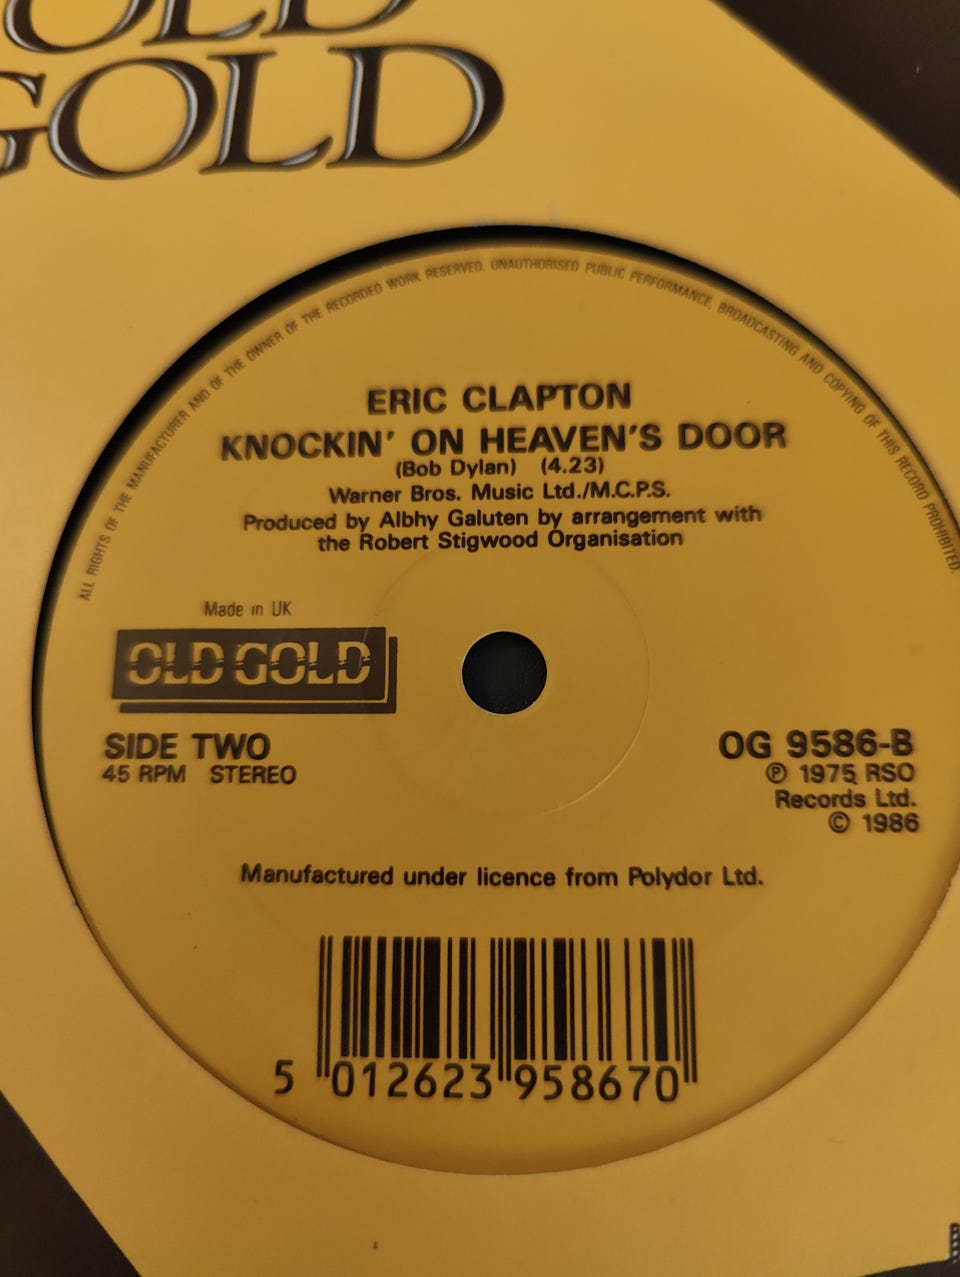 OLD
GOLD
ALL RIGHTS OF THE MANUFACTURER AND OF THE OWNER OF THE RECORDED WORK RESERVED. UNAUTHORISED PUBLIC PERFORMANCE, BROADCASTING AND COPYING OF THIS RECORD PROHIBITED.
ERIC CLAPTON
KNOCKIN' ON HEAVEN'S DOOR
(Bob Dylan) (4.23)
Warner Bros. Music Ltd./M.C.P.S.
Produced by Albhy Galuten by arrangement with
the Robert Stigwood Organisation
Made in UK
OLD GOLD
SIDE TWO
45 RPM STEREO
OG 9586-B
℗ 1975 RSO
Records Ltd.
© 1986
Manufactured under licence from Polydor Ltd.
5 012623 958670